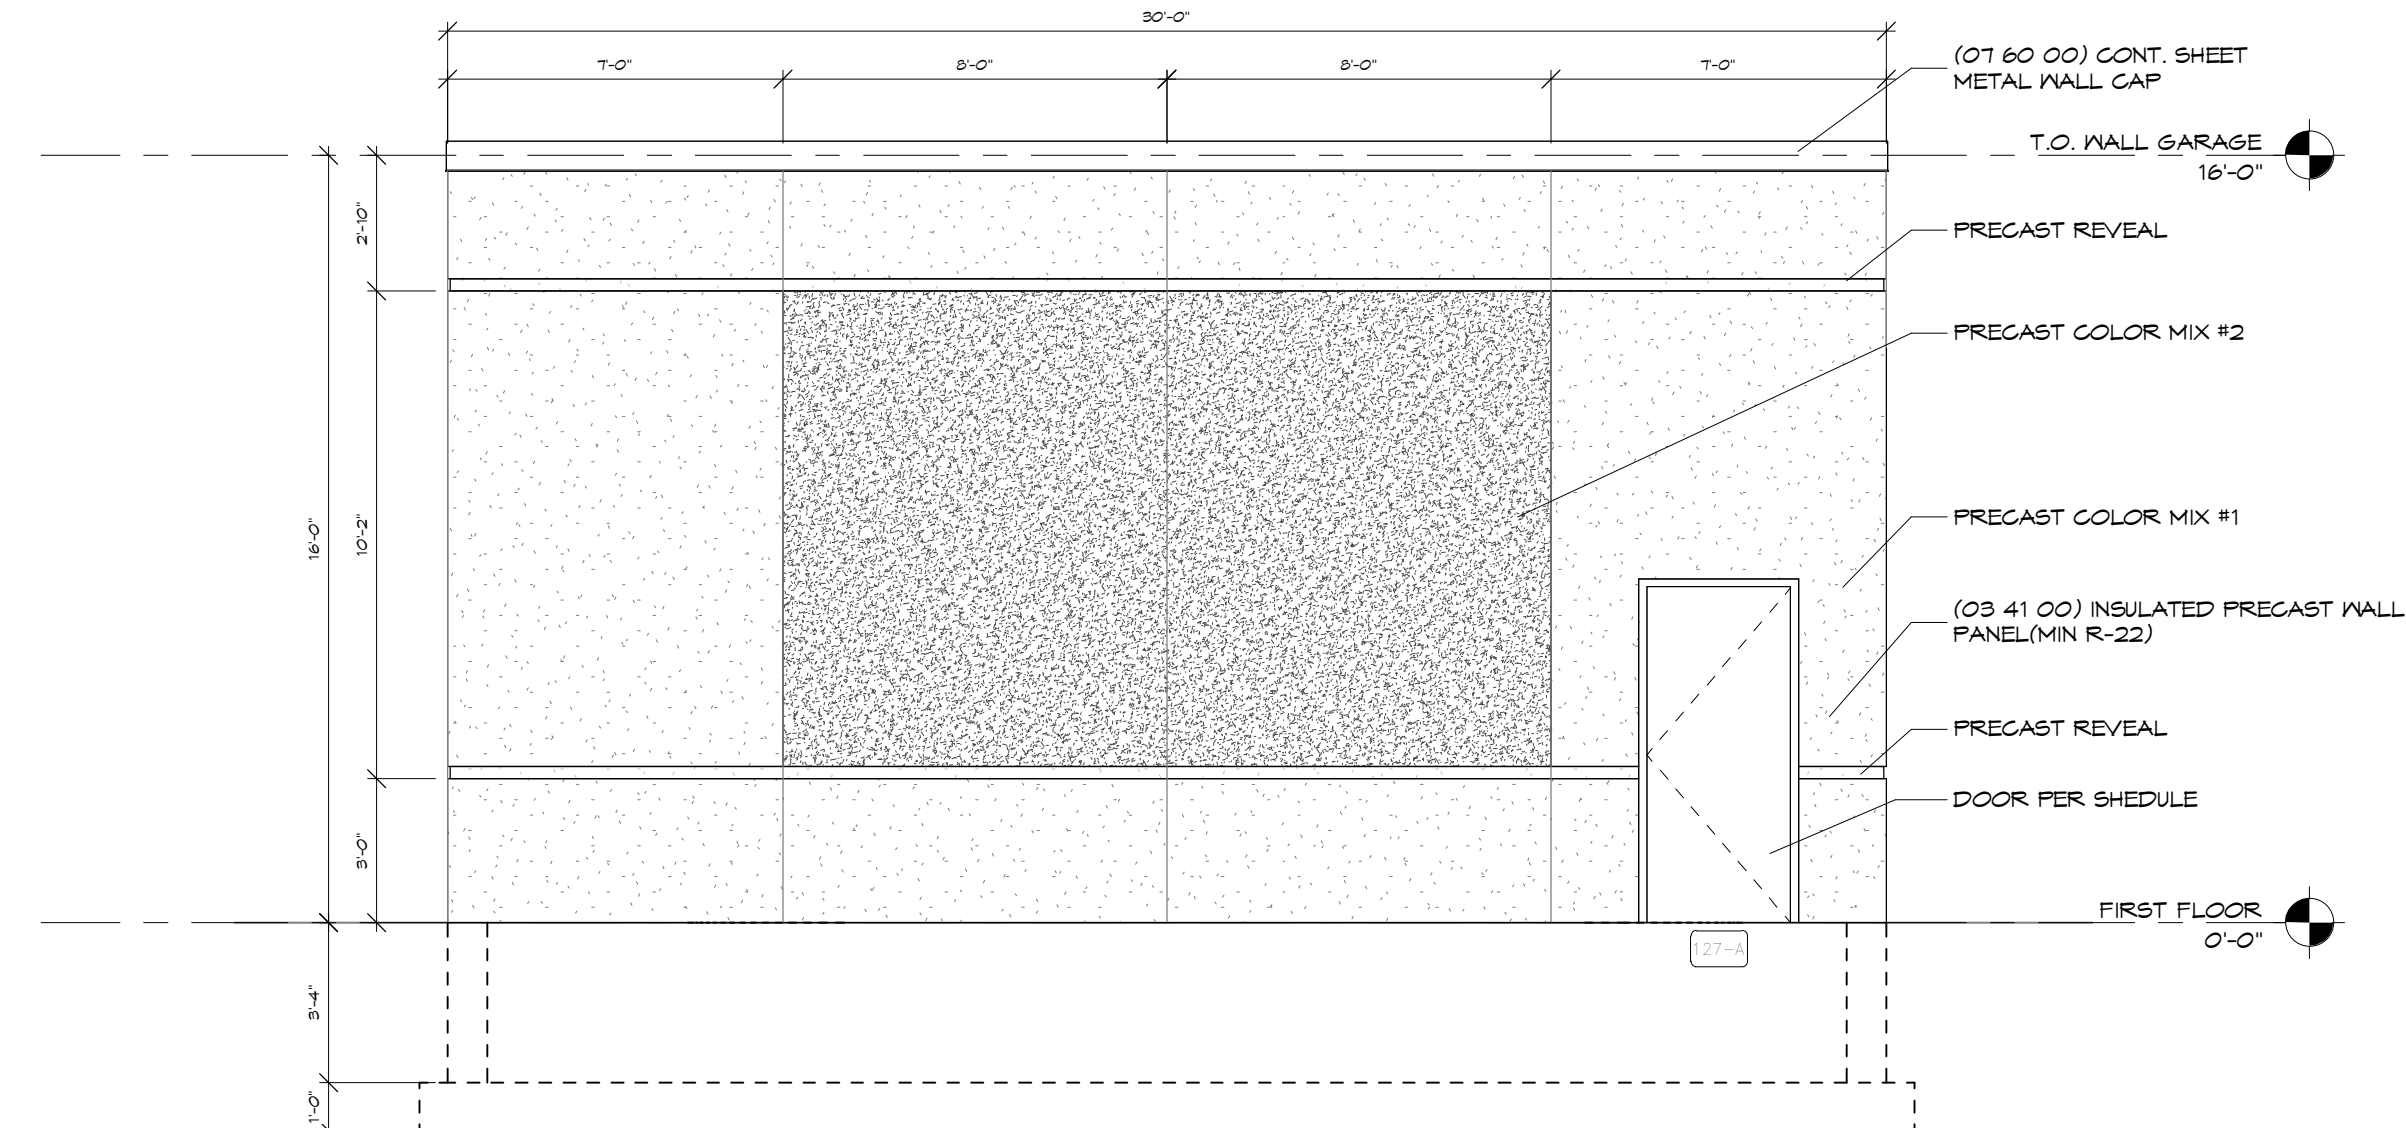 30'-0"
7'-0"
8'-0"
8'-0"
7'-0"
(07 60 00) CONT. SHEET
METAL WALL CAP
T.O. WALL GARAGE
16'-0"
2'-10"
PRECAST REVEAL
PRECAST COLOR MIX #2
16'-0"
10'-2"
PRECAST COLOR MIX #1
(03 41 00) INSULATED PRECAST WALL
PANEL(MIN R-22)
PRECAST REVEAL
DOOR PER SHEDULE
3'-0"
FIRST FLOOR
0'-0"
127-A
3'-4"
1'-0"